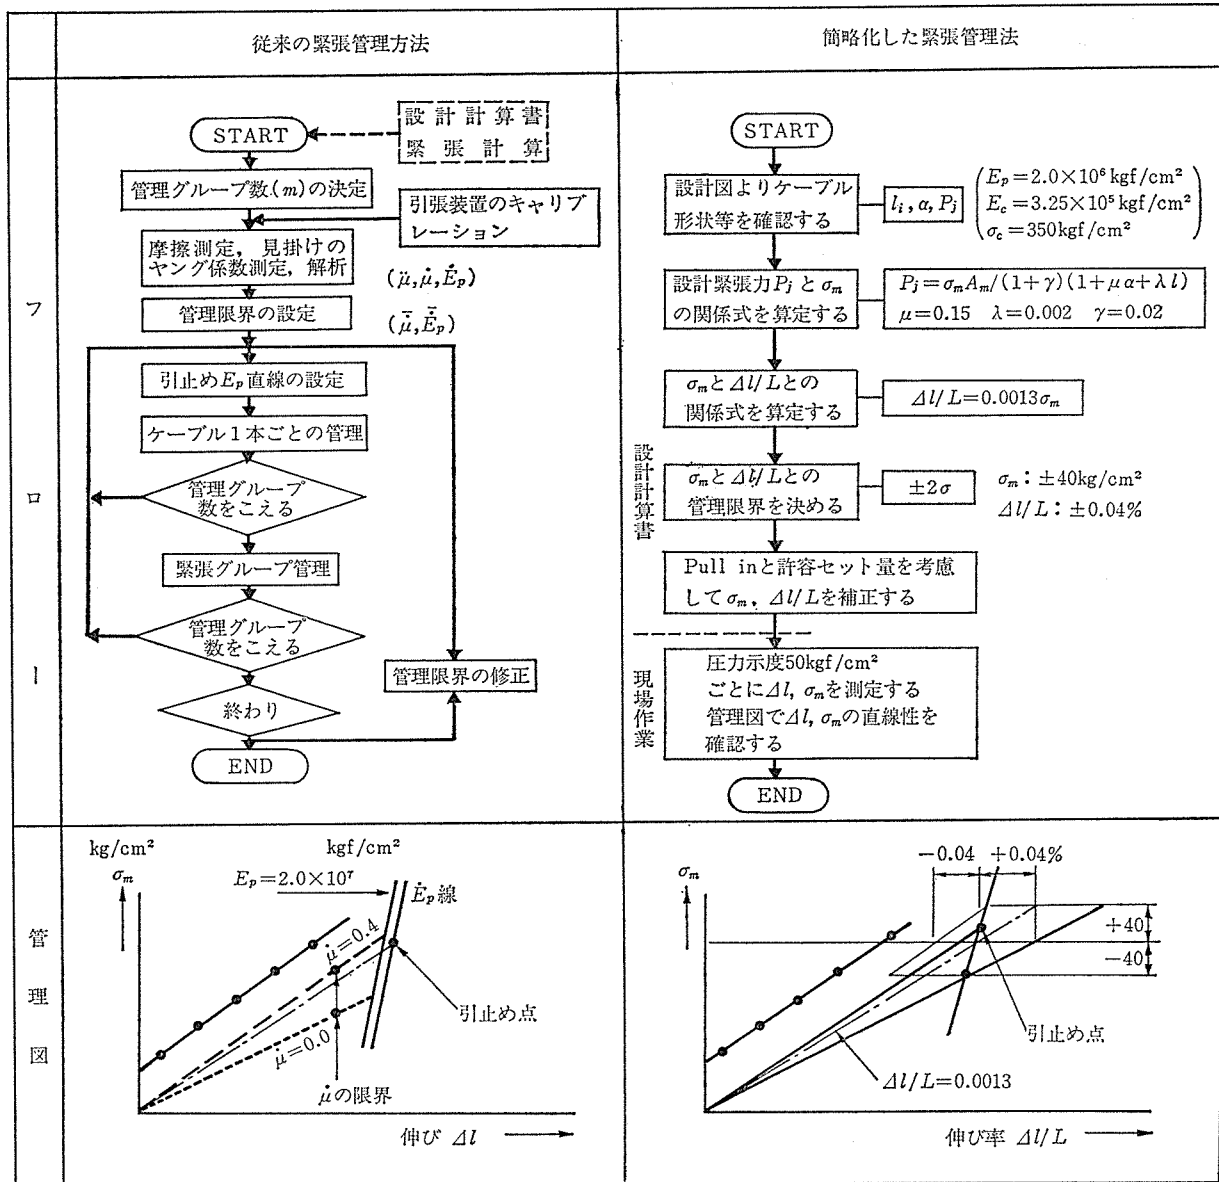 従来の緊張管理方法
簡略化した緊張管理法
フロー
START
設計計算書
緊張計算
管理グループ数(m)の決定
引張装置のキャリブ
レーション
摩擦測定，見掛けの
ヤング係数測定，解析
管理限界の設定
引止めEp直線の設定
ケーブル1本ごとの管理
管理グループ
数をこえる
緊張グループ管理
管理グループ
数をこえる
管理限界の修正
終わり
END
START
設計図よりケーブル
形状等を確認する
li, α, Pj
Ep=2.0×10⁶kgf/cm²
Ec=3.25×10⁵kgf/cm²
σc=350kgf/cm²
設計緊張力Pjとσm
の関係式を算定する
Pj=σmAm/(1+γ)(1+μα+λl)
μ=0.15 λ=0.002 γ=0.02
σmとΔl/Lとの
関係式を算定する
Δl/L=0.0013σm
設計計算書
σmとΔl/Lとの
管理限界を決める
±2σ
σm：±40kg/cm²
Δl/L：±0.04%
Pull inと許容セット量を考慮
してσm，Δl/Lを補正する
現場作業
圧力示度50kgf/cm²
ごとにΔl, σmを測定する
管理図でΔl, σmの直線性を
確認する
END
管理図
kg/cm²
σm
kgf/cm²
Ep=2.0×10⁷
Ėp線
μ̇=0.4
μ̇=0.0
引止め点
μ̇の限界
伸び Δl
σm
−0.04 +0.04%
+40
−40
引止め点
Δl/L=0.0013
伸び率 Δl/L